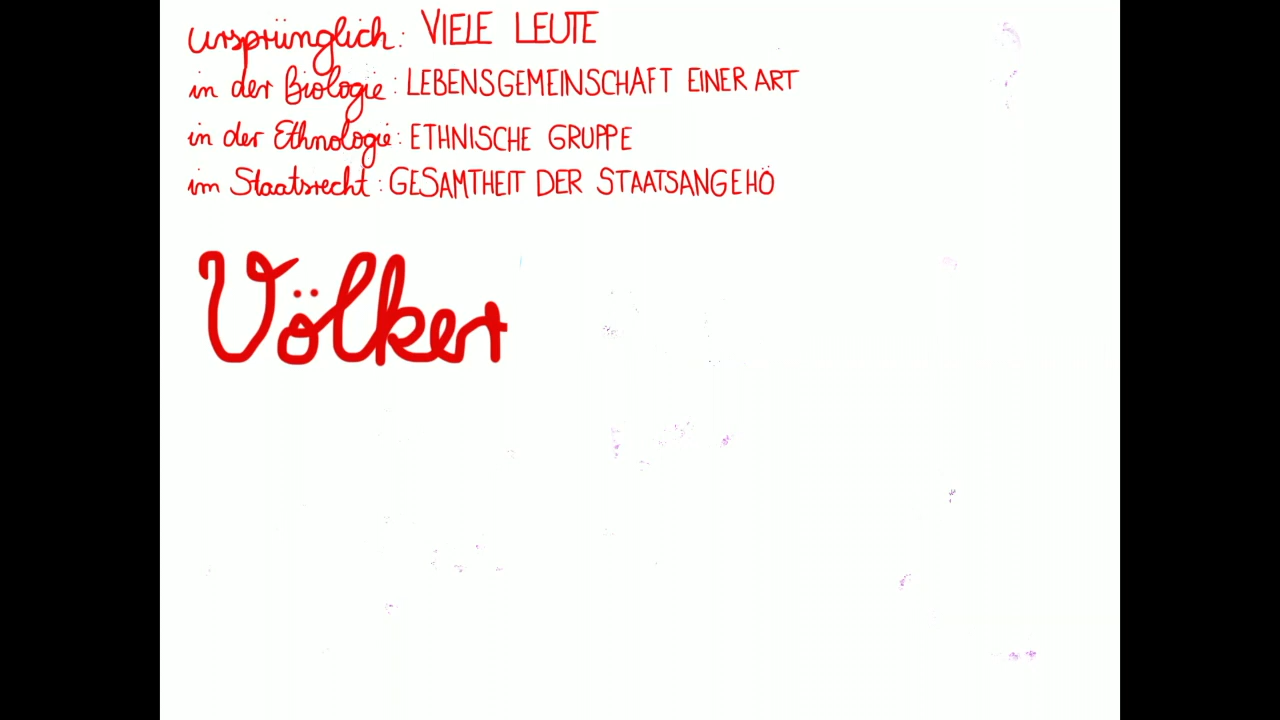 ursprünglich: VIELE LEUTE
in der Biologie: LEBENSGEMEINSCHAFT EINER ART
in der Ethnologie: ETHNISCHE GRUPPE
im Staatsrecht: GESAMTHEIT DER STAATSANGEHÖ
Völker